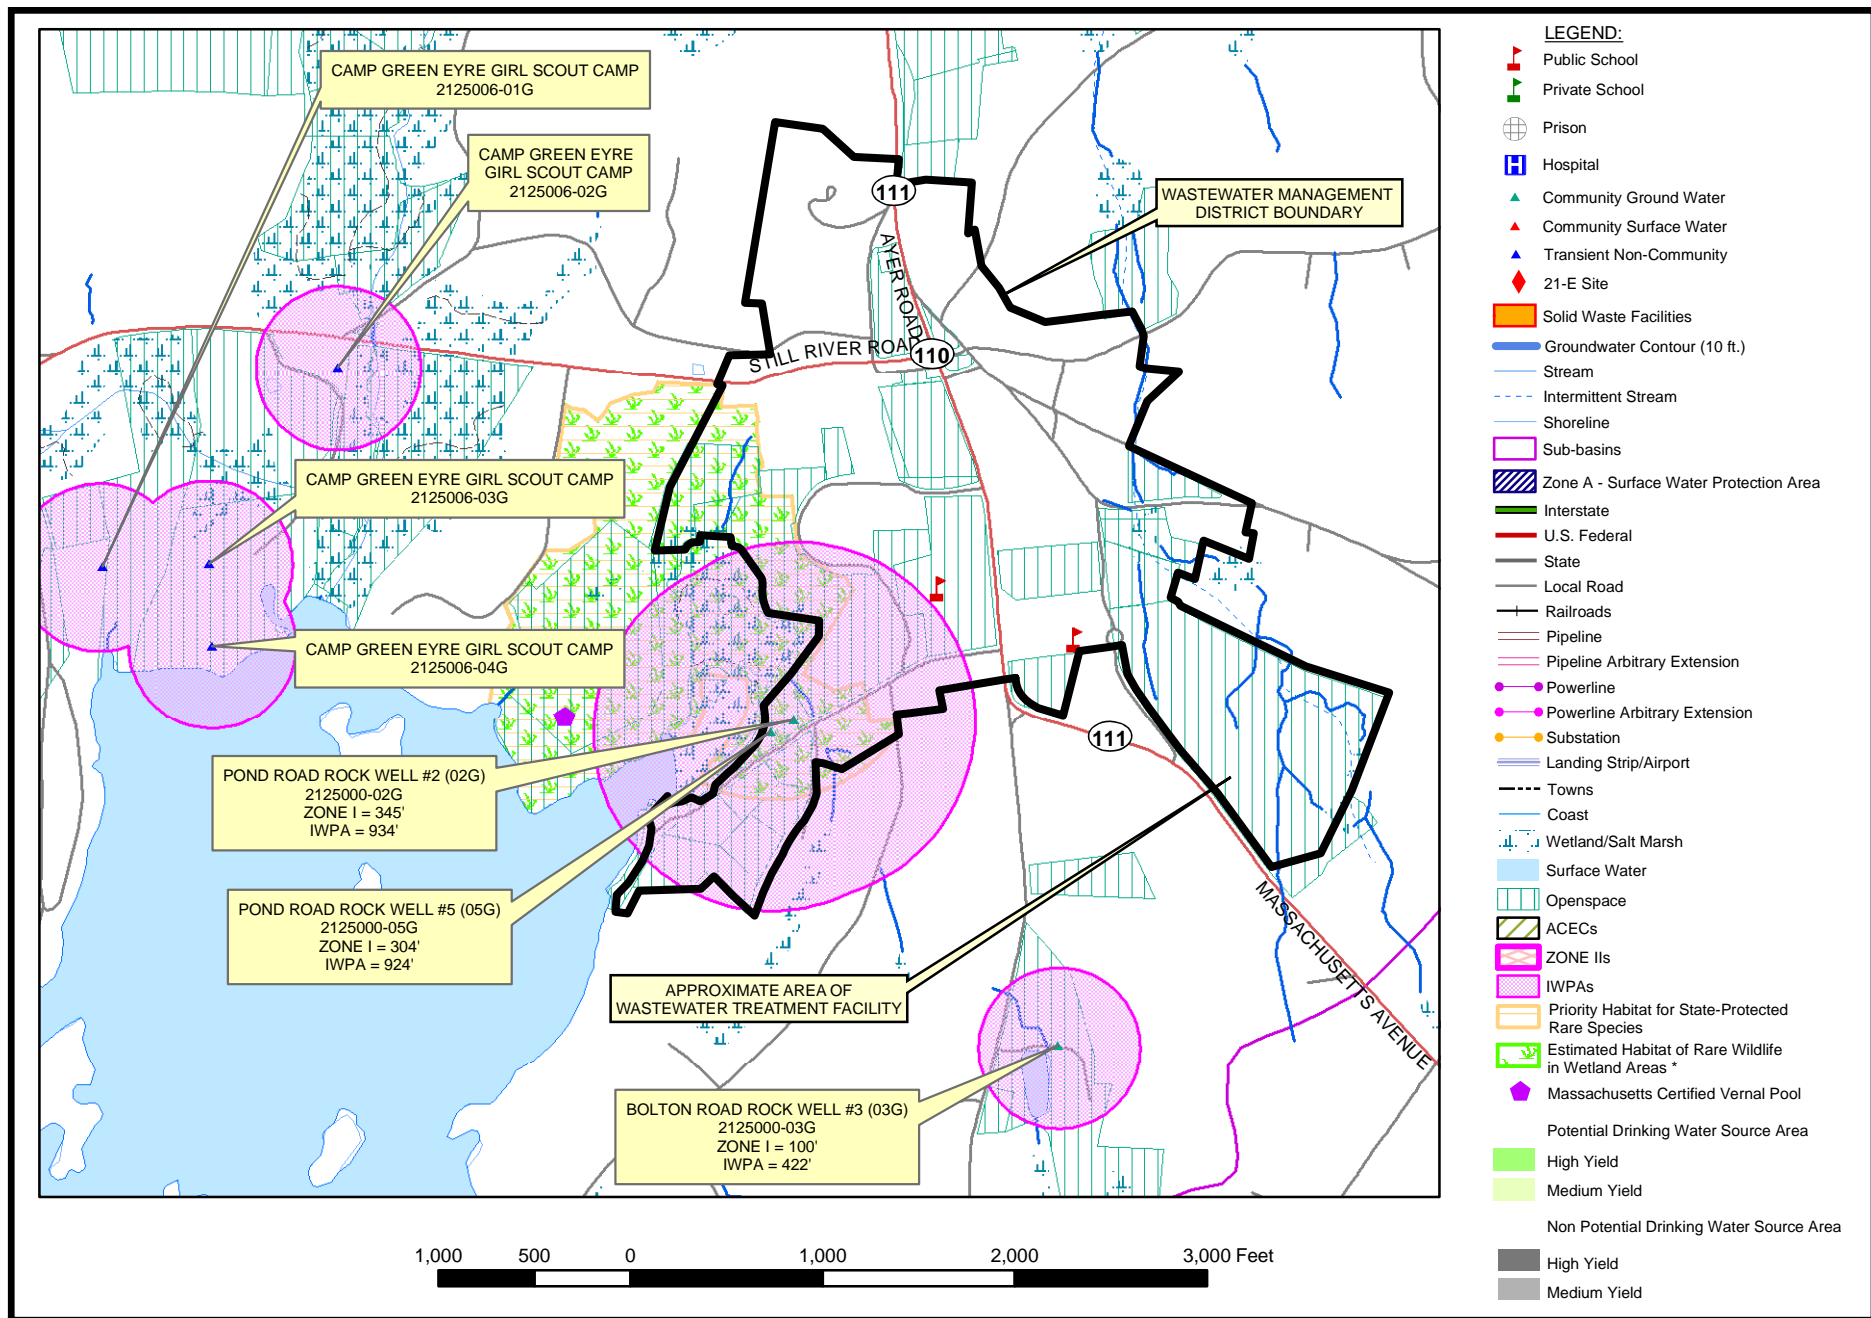 CAMP GREEN EYRE GIRL SCOUT CAMP
2125006-01G
CAMP GREEN EYRE
GIRL SCOUT CAMP
2125006-02G
WASTEWATER MANAGEMENT
DISTRICT BOUNDARY
111
AYER ROAD
STILL RIVER ROAD
110
CAMP GREEN EYRE GIRL SCOUT CAMP
2125006-03G
CAMP GREEN EYRE GIRL SCOUT CAMP
2125006-04G
111
POND ROAD ROCK WELL #2 (02G)
2125000-02G
ZONE I = 345'
IWPA = 934'
POND ROAD ROCK WELL #5 (05G)
2125000-05G
ZONE I = 304'
IWPA = 924'
MASSACHUSETTS AVENUE
APPROXIMATE AREA OF
WASTEWATER TREATMENT FACILITY
BOLTON ROAD ROCK WELL #3 (03G)
2125000-03G
ZONE I = 100'
IWPA = 422'
1,000 500 0 1,000 2,000 3,000 Feet
LEGEND:
Public School
Private School
Prison
H Hospital
Community Ground Water
Community Surface Water
Transient Non-Community
21-E Site
Solid Waste Facilities
Groundwater Contour (10 ft.)
Stream
Intermittent Stream
Shoreline
Sub-basins
Zone A - Surface Water Protection Area
Interstate
U.S. Federal
State
Local Road
Railroads
Pipeline
Pipeline Arbitrary Extension
Powerline
Powerline Arbitrary Extension
Substation
Landing Strip/Airport
Towns
Coast
Wetland/Salt Marsh
Surface Water
Openspace
ACECs
ZONE IIs
IWPAs
Priority Habitat for State-Protected
Rare Species
Estimated Habitat of Rare Wildlife
in Wetland Areas *
Massachusetts Certified Vernal Pool
Potential Drinking Water Source Area
High Yield
Medium Yield
Non Potential Drinking Water Source Area
High Yield
Medium Yield